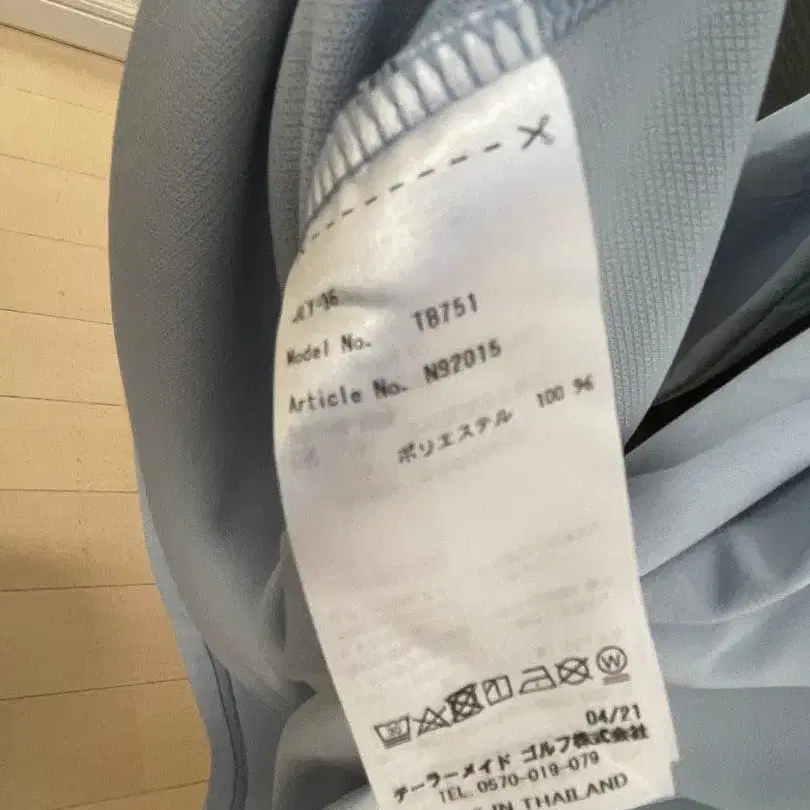 Model No. TB751
Article No. N92015
ポリエステル 100 %
04/21
テーラーメイド ゴルフ株式会社
TEL. 0570-019-079
IN THAILAND